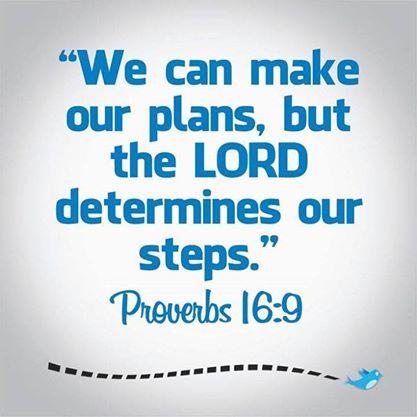 “We can make
our plans, but
the LORD
determines our
steps.”
Proverbs 16:9